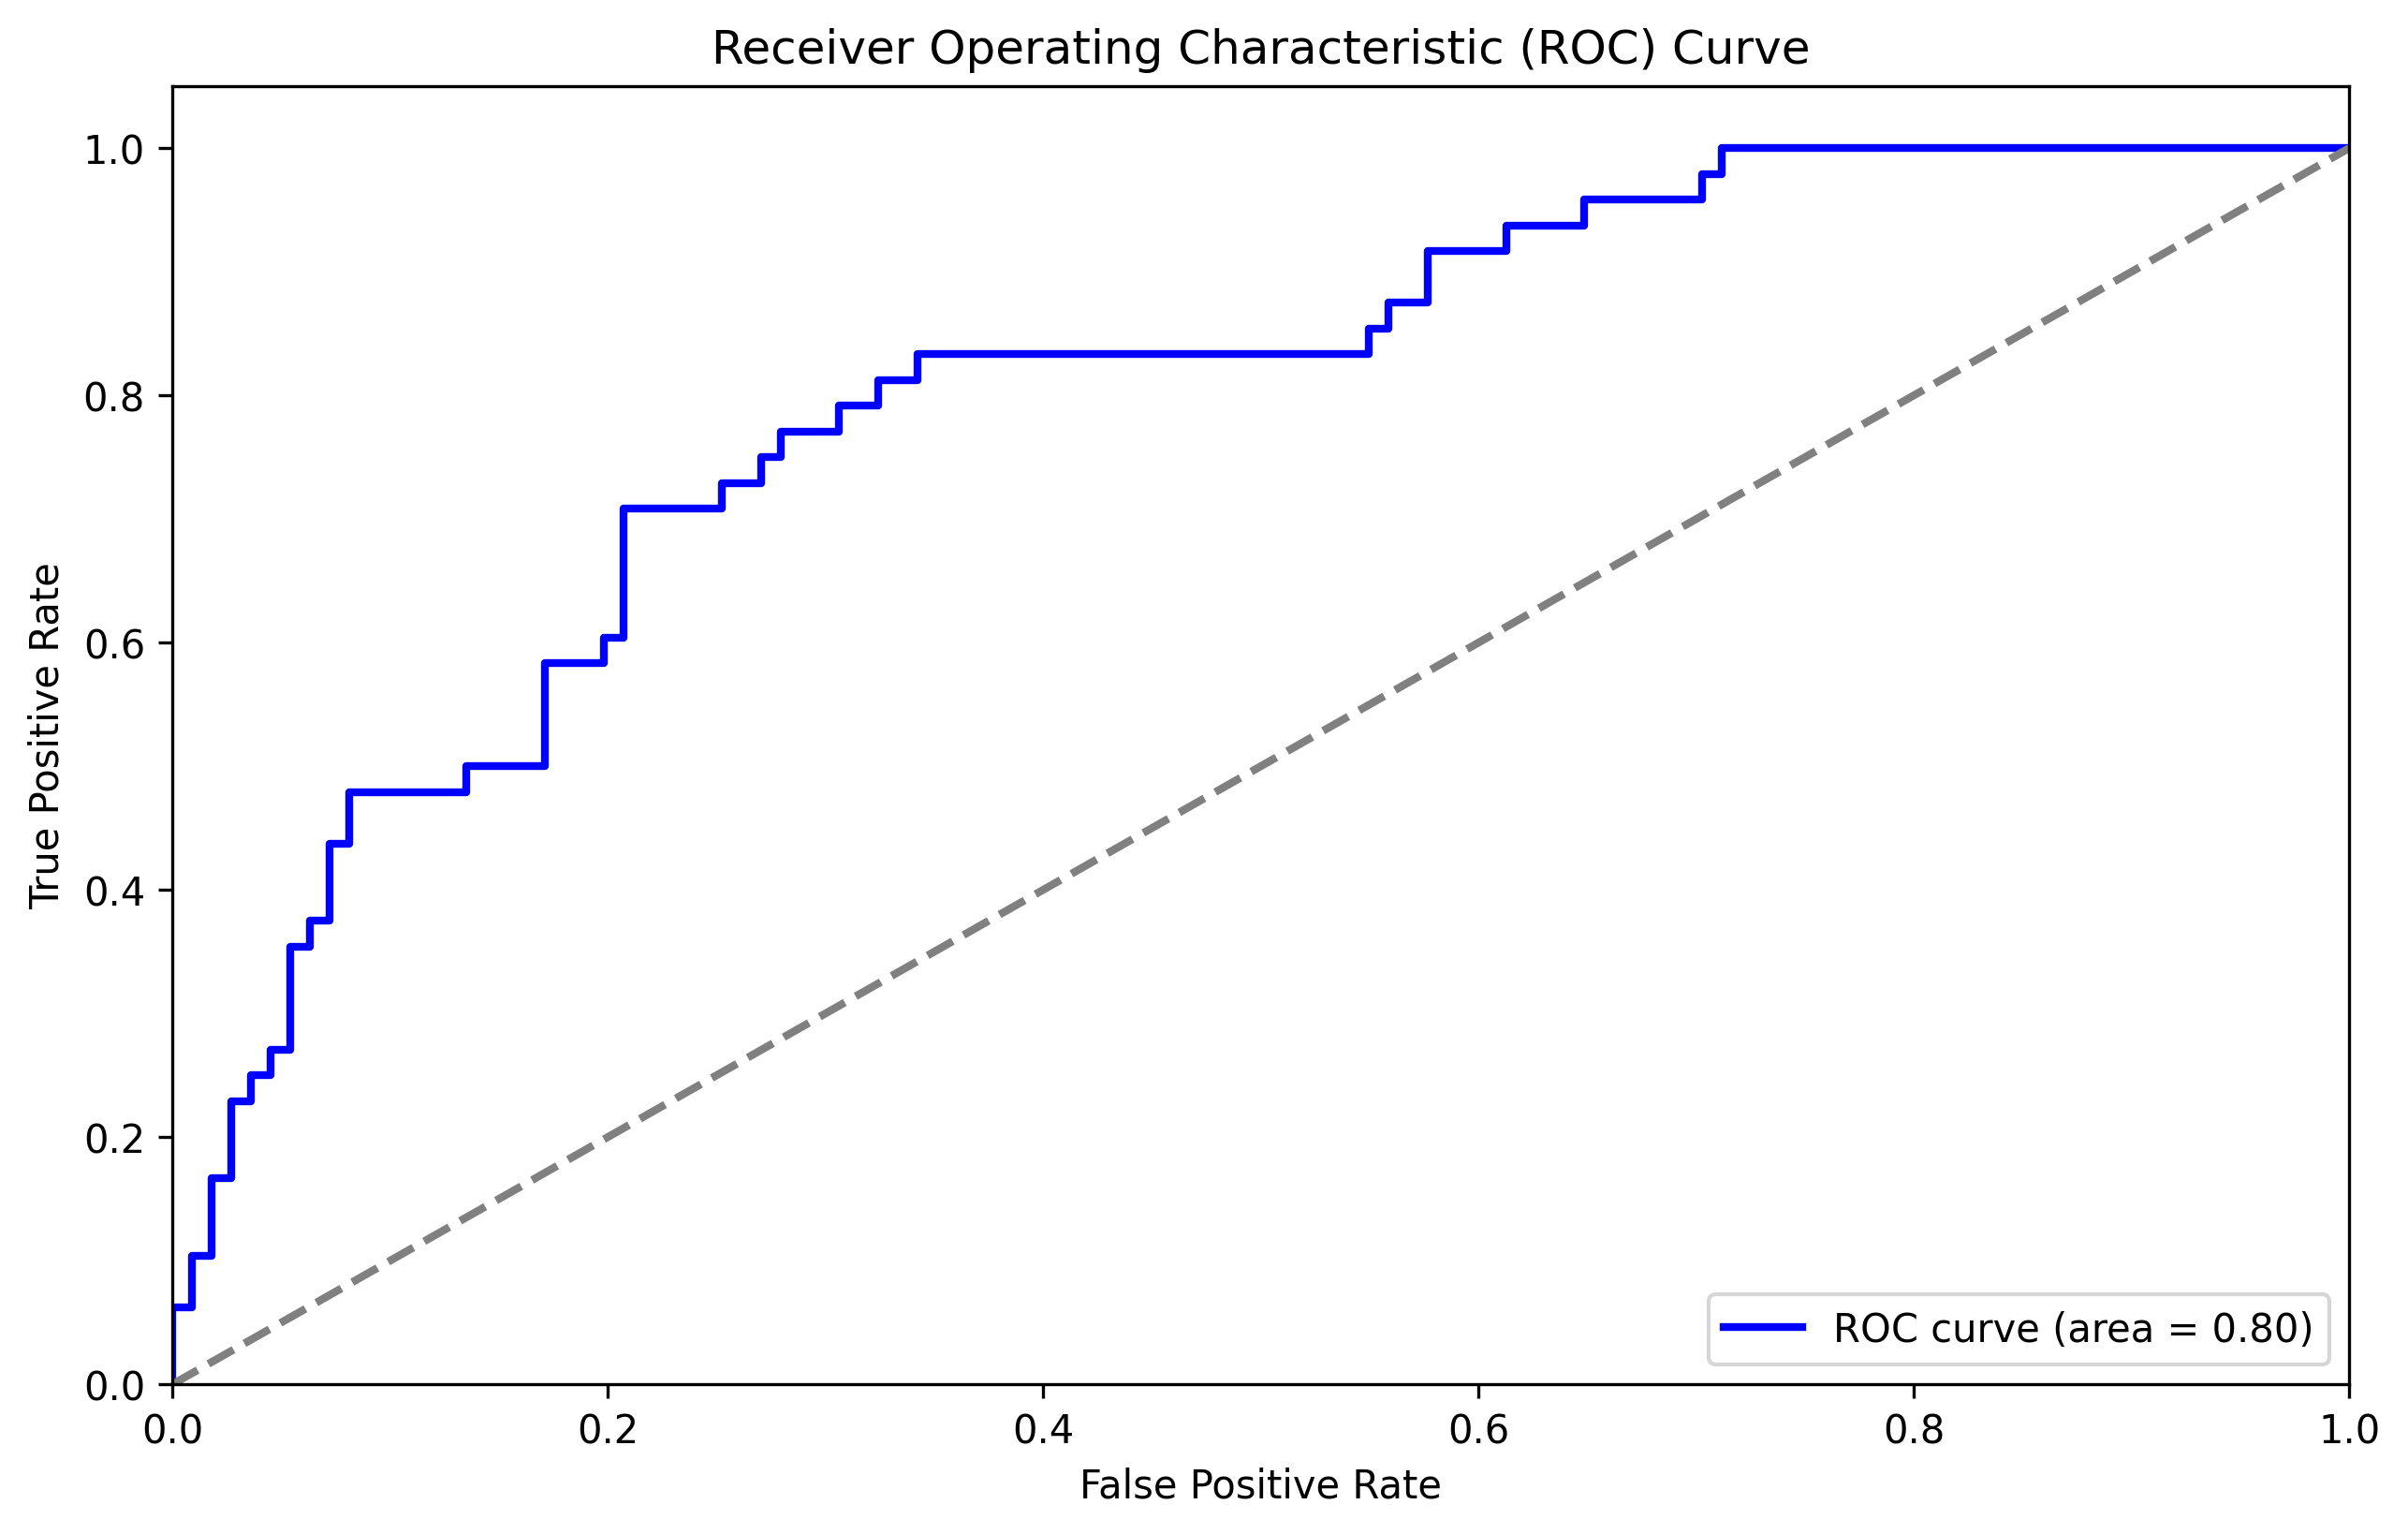 Receiver Operating Characteristic (ROC) Curve
1.0
0.8
0.6
0.4
0.2
0.0
True Positive Rate
0.0 0.2 0.4 0.6 0.8 1.0
False Positive Rate
ROC curve (area = 0.80)